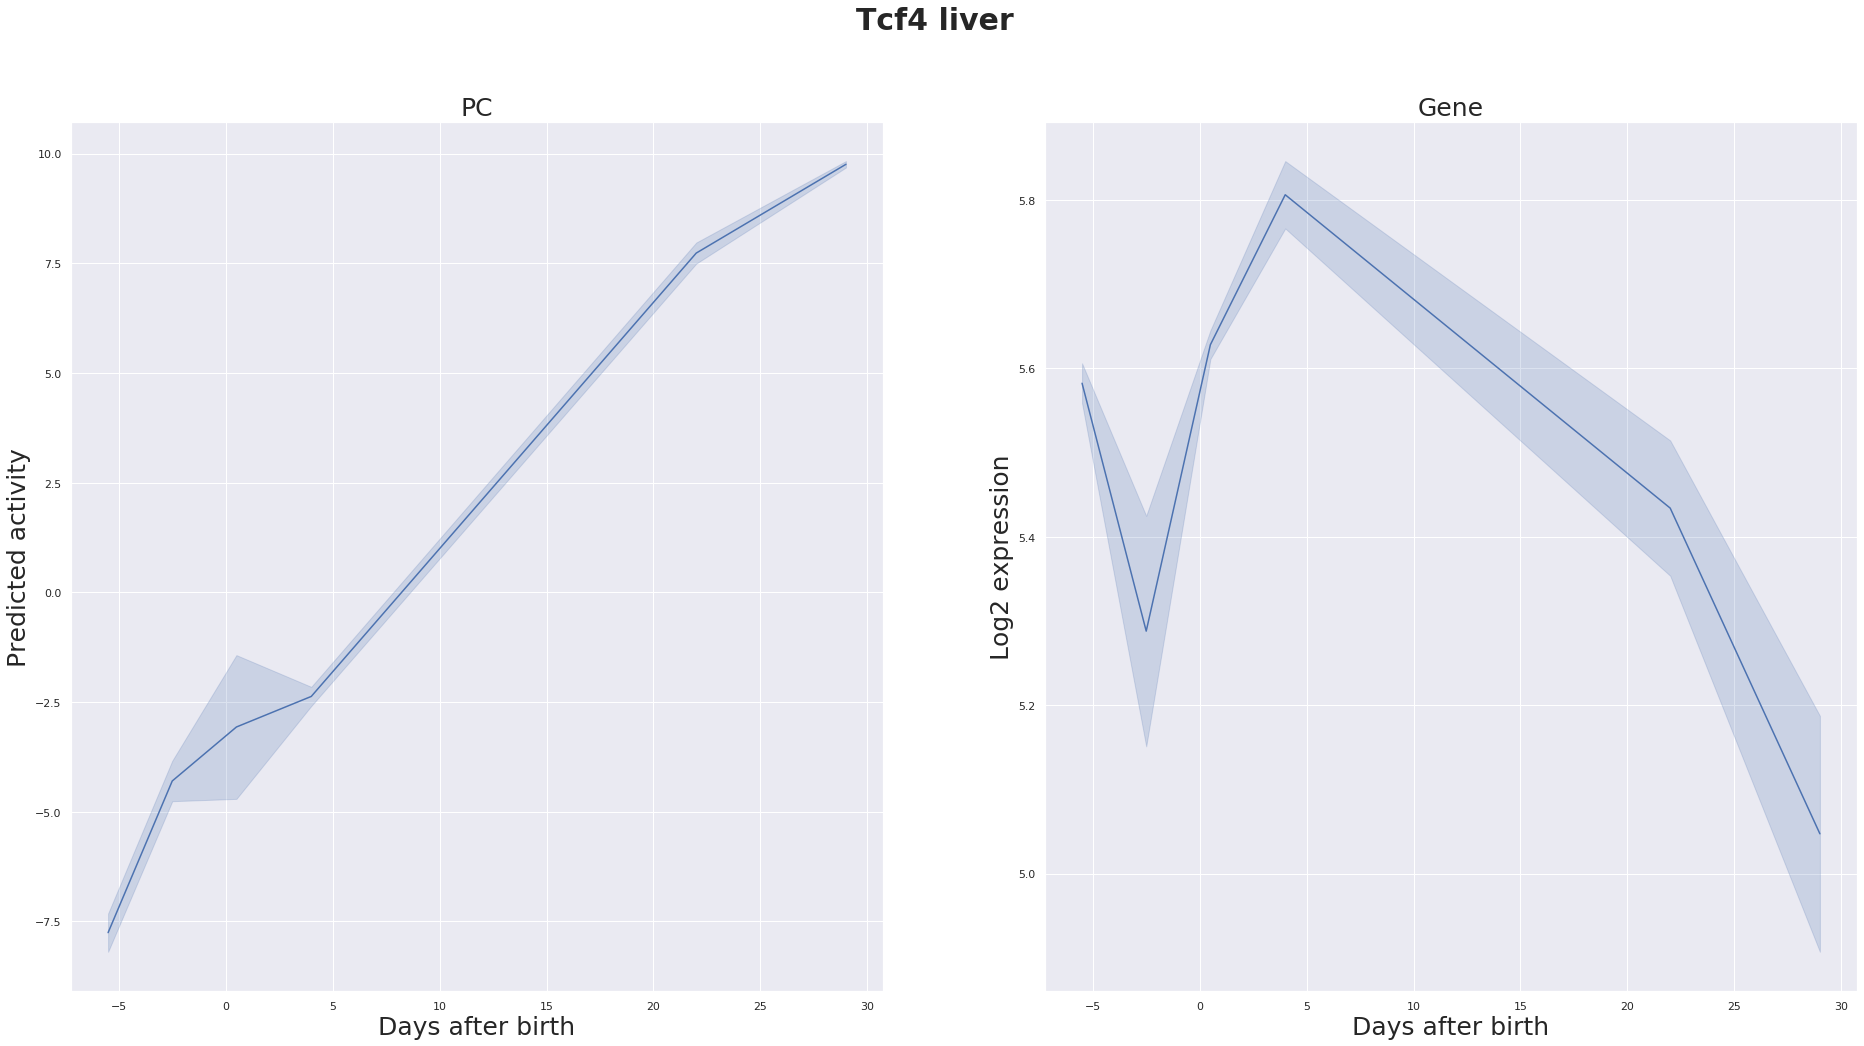 Tcf4 liver
PC
Predicted activity
10.0
7.5
5.0
2.5
0.0
−2.5
−5.0
−7.5
−5 0 5 10 15 20 25 30
Days after birth
Gene
Log2 expression
5.8
5.6
5.4
5.2
5.0
−5 0 5 10 15 20 25 30
Days after birth